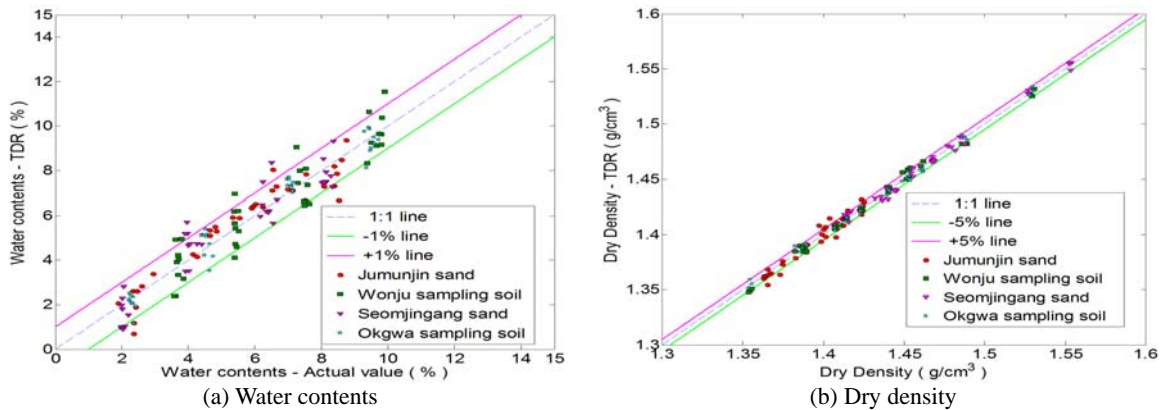 15
14
12
10
8
6
4
2
0
Water contents - TDR ( % )
0 2 4 6 8 10 12 14 15
Water contents - Actual value ( % )
1:1 line
-1% line
+1% line
Jumunjin sand
Wonju sampling soil
Seomjingang sand
Okgwa sampling soil
(a) Water contents
1.6
1.55
1.5
1.45
1.4
1.35
1.3
Dry Density - TDR ( g/cm³ )
1.3 1.35 1.4 1.45 1.5 1.55 1.6
Dry Density ( g/cm³ )
1:1 line
-5% line
+5% line
Jumunjin sand
Wonju sampling soil
Seomjingang sand
Okgwa sampling soil
(b) Dry density